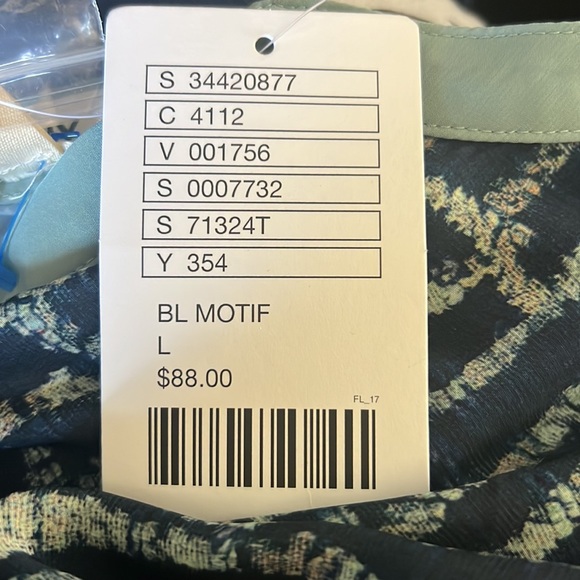 S 34420877
C 4112
V 001756
S 0007732
S 71324T
Y 354
BL MOTIF
L
$88.00
FL_17